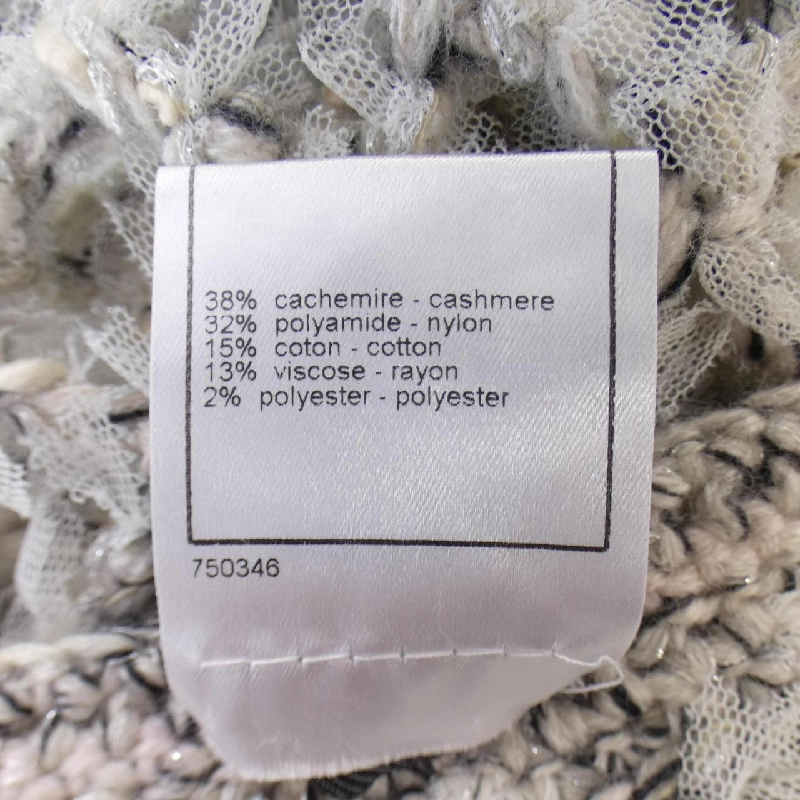 38% cachemire - cashmere
32% polyamide - nylon
15% coton - cotton
13% viscose - rayon
2% polyester - polyester
750346